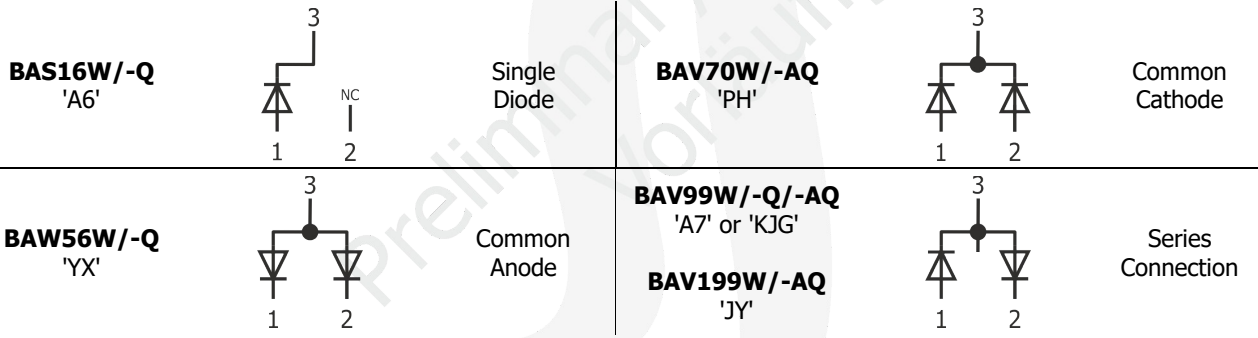 BAS16W/-Q
'A6'
3
NC
1 2
Single
Diode
BAV70W/-AQ
'PH'
3
1 2
Common
Cathode
BAW56W/-Q
'YX'
3
1 2
Common
Anode
BAV99W/-Q/-AQ
'A7' or 'KJG'
BAV199W/-AQ
'JY'
3
1 2
Series
Connection